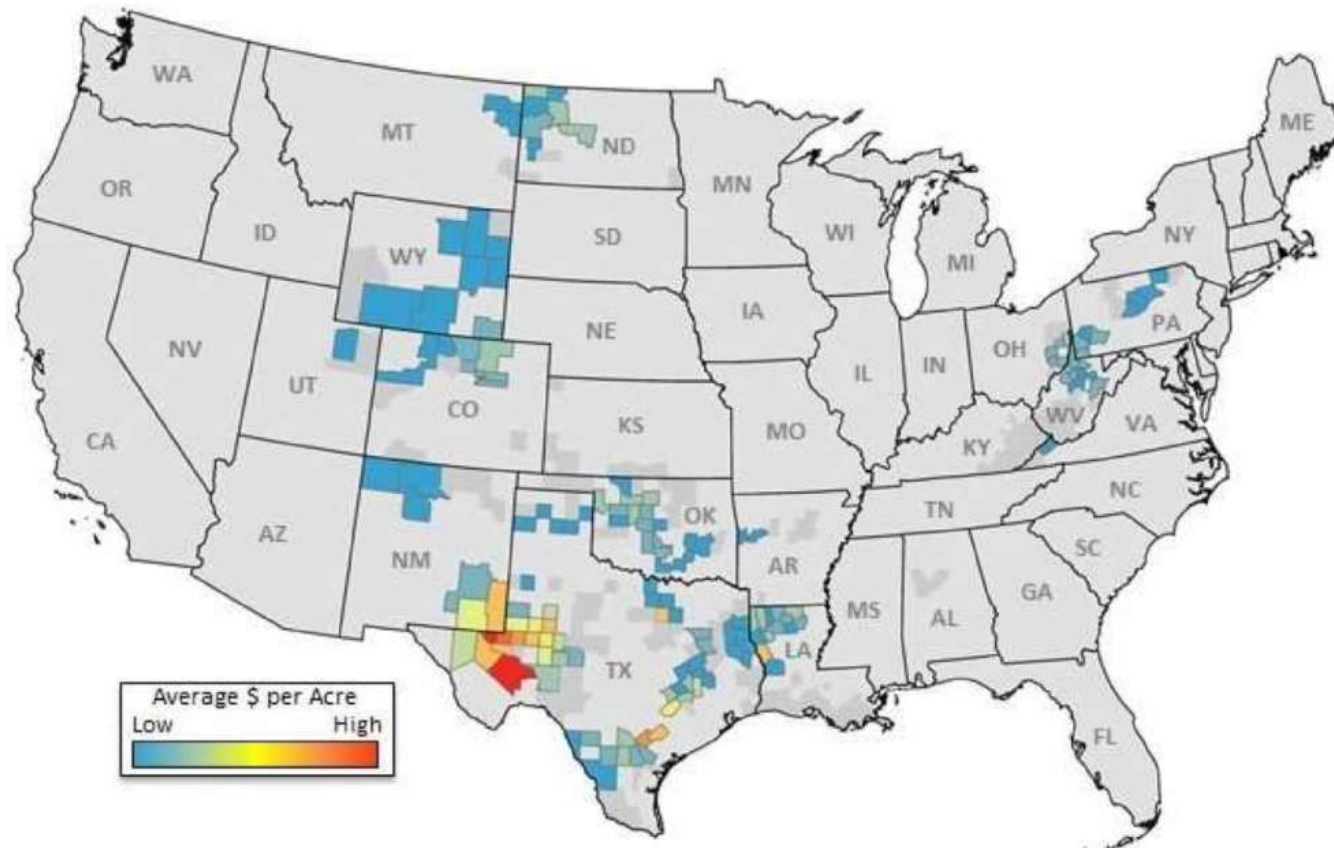 WA
MT
ND
ME
OR
MN
ID
SD
WI
NY
WY
MI
IA
NE
PA
NV
OH
UT
IL
IN
CO
CA
KS
MO
WV
VA
KY
NC
TN
OK
AZ
NM
AR
SC
MS
AL
GA
LA
TX
Average $ per Acre
Low High
FL